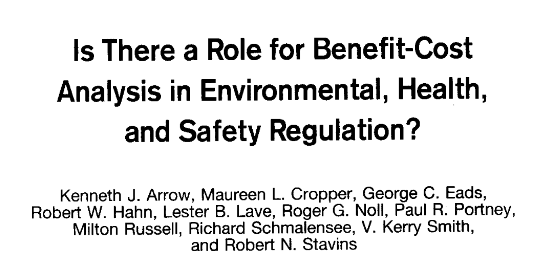 Is There a Role for Benefit-Cost
Analysis in Environmental, Health,
and Safety Regulation?
Kenneth J. Arrow, Maureen L. Cropper, George C. Eads,
Robert W. Hahn, Lester B. Lave, Roger G. Noll, Paul R. Portney,
Milton Russell, Richard Schmalensee, V. Kerry Smith,
and Robert N. Stavins